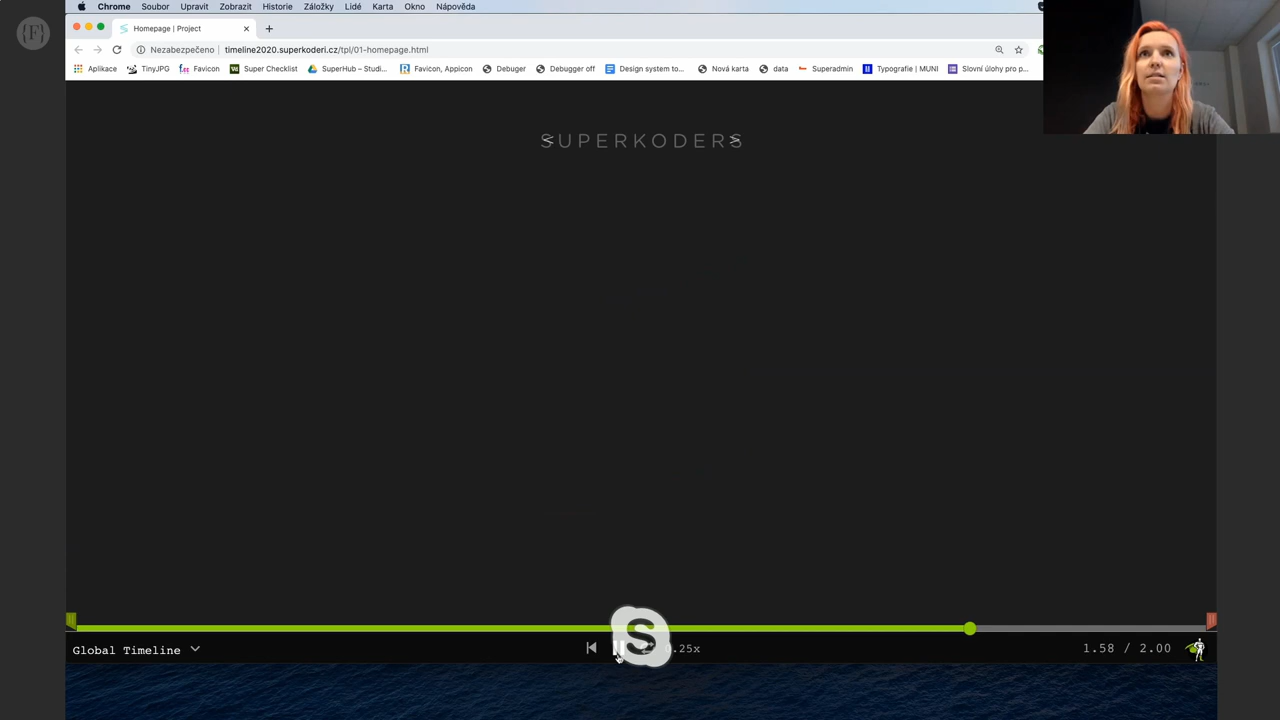 Chrome Soubor Upravit Zobrazit Historie Záložky Lidé Karta Okno Nápověda
{F}
Homepage | Project
Nezabezpečeno timeline2020.superkoderi.cz/tpl/01-homepage.html
Aplikace TinyJPG Favicon Super Checklist SuperHub – Studi... Favicon, Appicon Debuger Debugger off Design system to... Nová karta data Superadmin Typografie | MUNI Slovní úlohy pro p...
SUPERKODERS
S
Global Timeline 0.25x 1.58 / 2.00